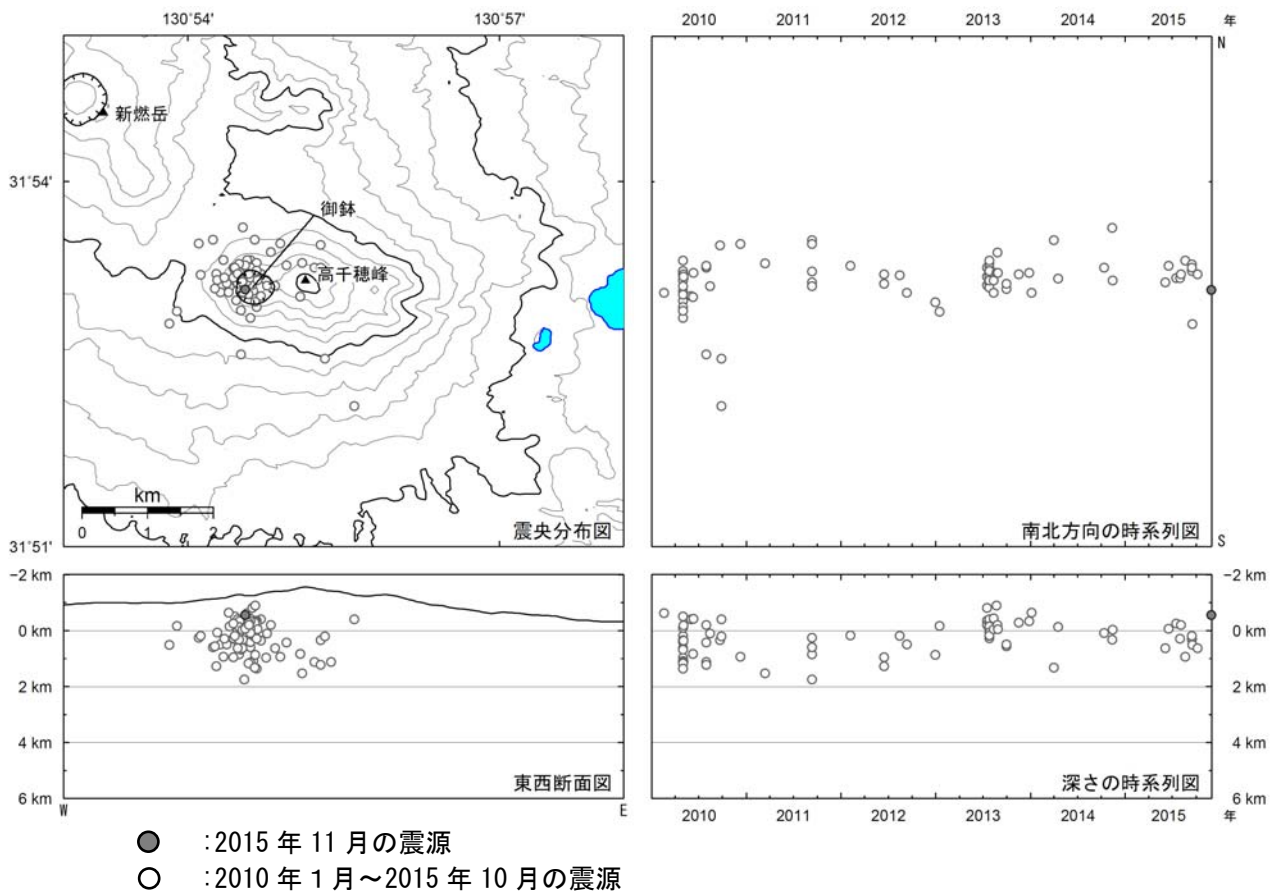 130°54' 130°57'
2010 2011 2012 2013 2014 2015 年
N
新燃岳
31°54'
御鉢
高千穂峰
km
0 1 2
震央分布図
31°51'
南北方向の時系列図
S
-2 km
0 km
2 km
4 km
6 km
東西断面図
W E
-2 km
0 km
2 km
4 km
6 km
深さの時系列図
2010 2011 2012 2013 2014 2015 年
:2015 年 11 月の震源
:2010 年 1 月~2015 年 10 月の震源